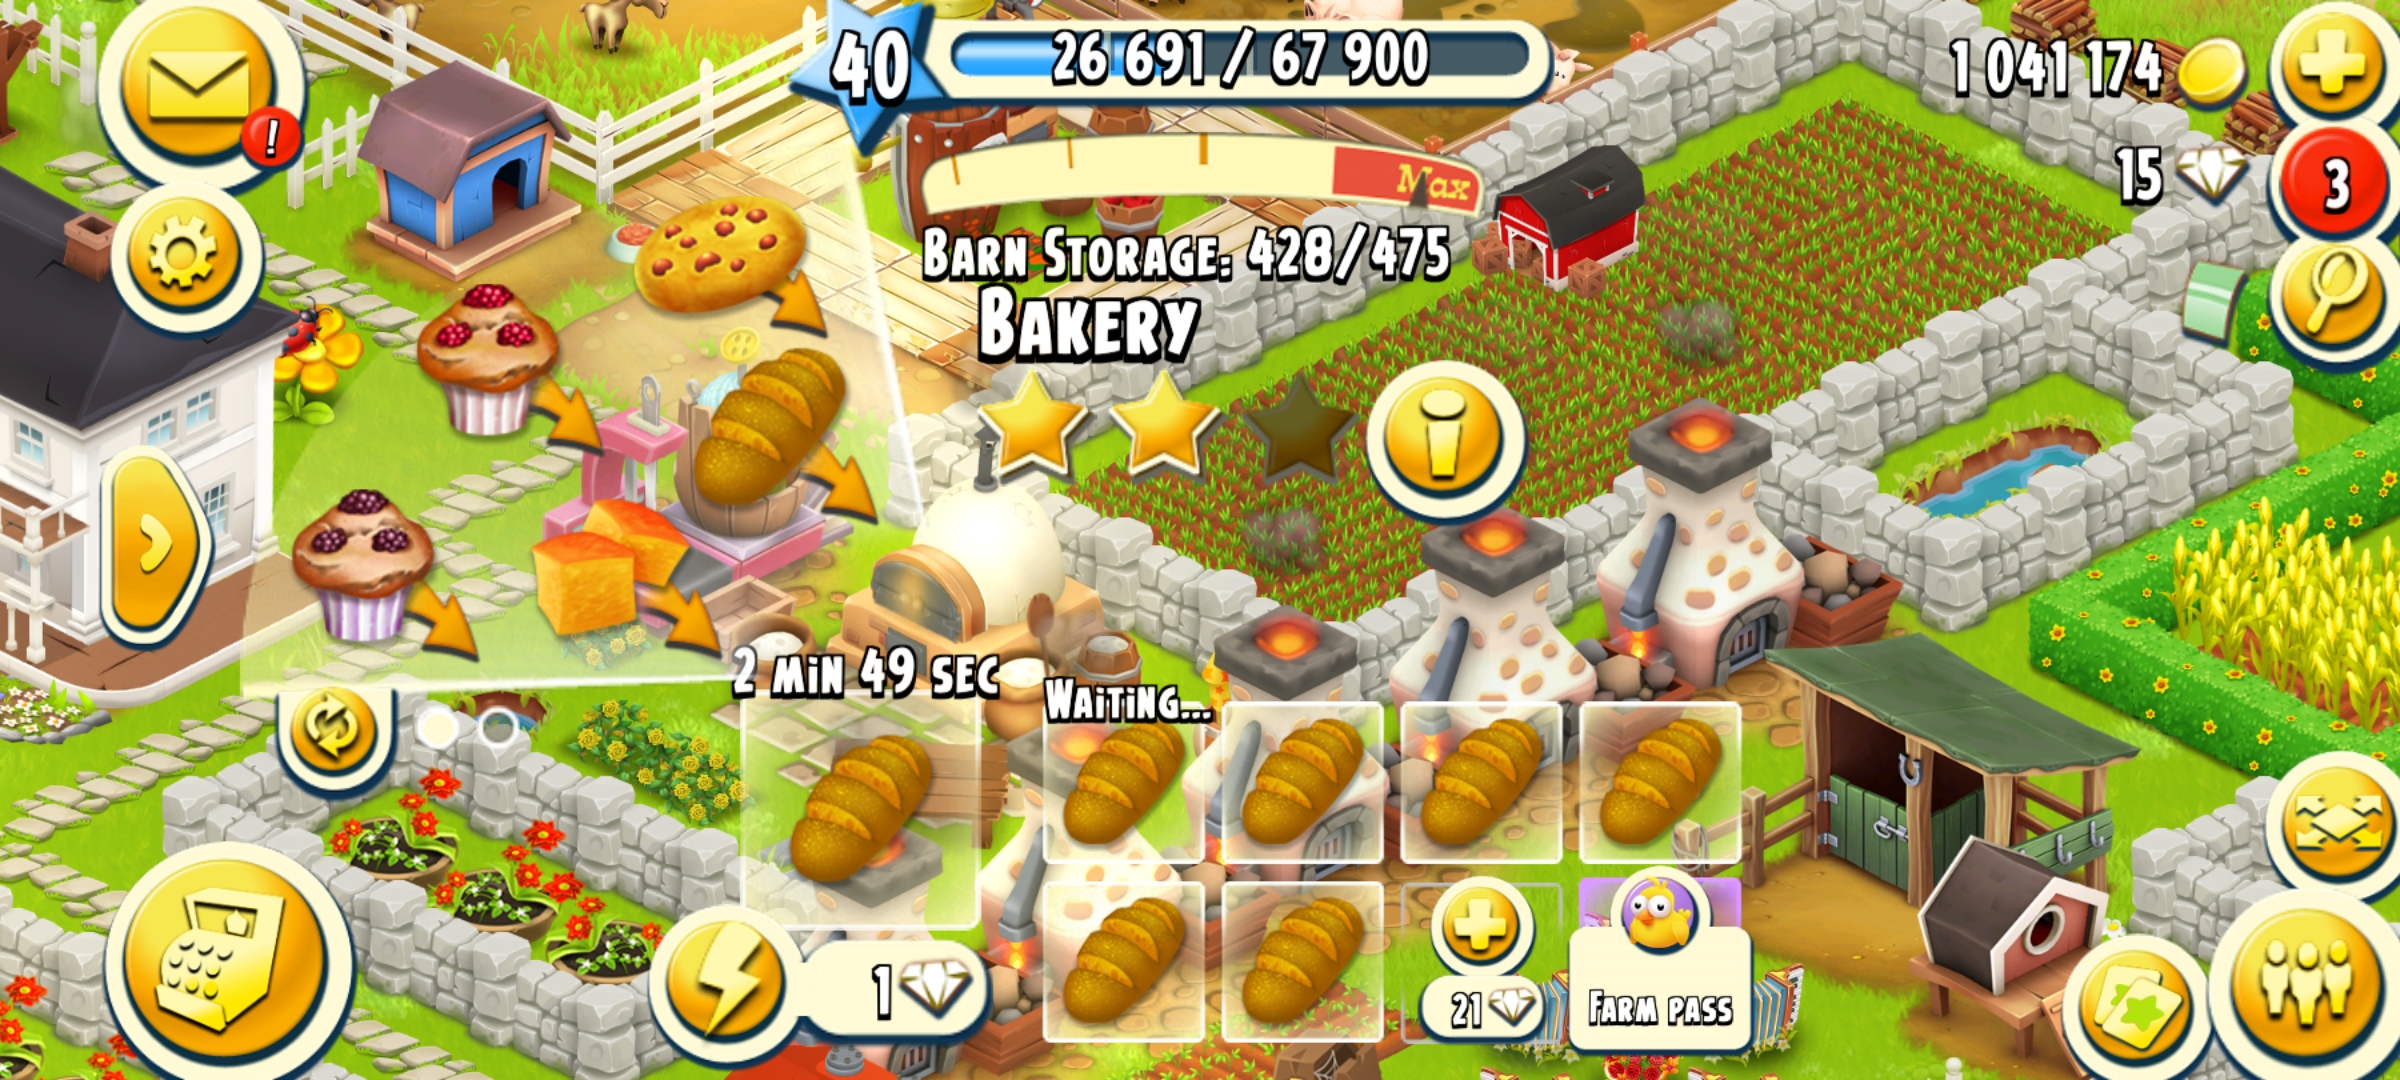 40
26 691 / 67 900
1 041 174
!
Max
15
3
Barn Storage: 428/475
Bakery
2 min 49 sec
Waiting...
1
21
Farm pass